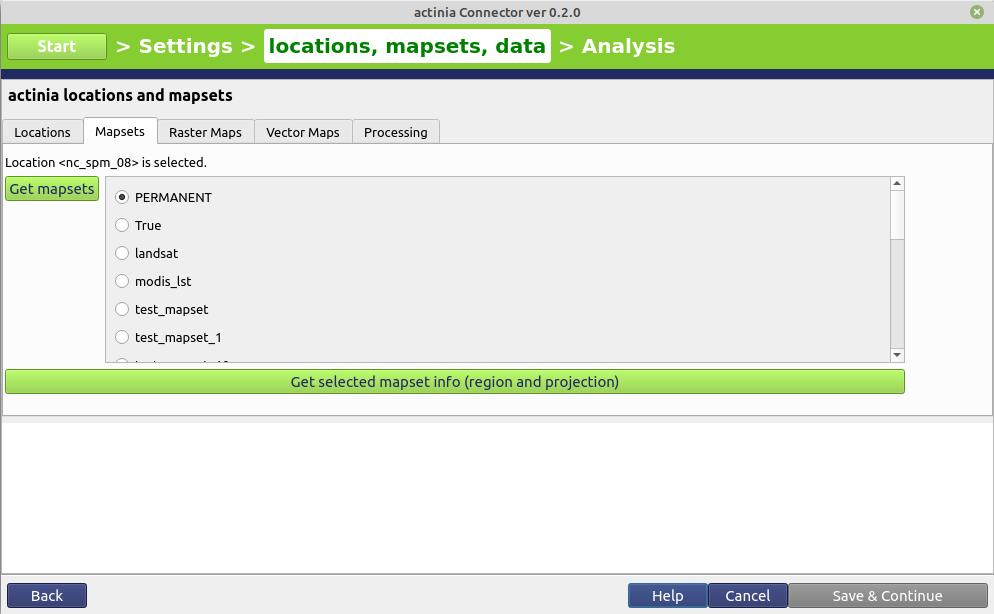 actinia Connector ver 0.2.0
Start > Settings > locations, mapsets, data > Analysis
actinia locations and mapsets
Locations Mapsets Raster Maps Vector Maps Processing
Location <nc_spm_08> is selected.
Get mapsets
PERMANENT
True
landsat
modis_lst
test_mapset
test_mapset_1
Get selected mapset info (region and projection)
Back Help Cancel Save & Continue